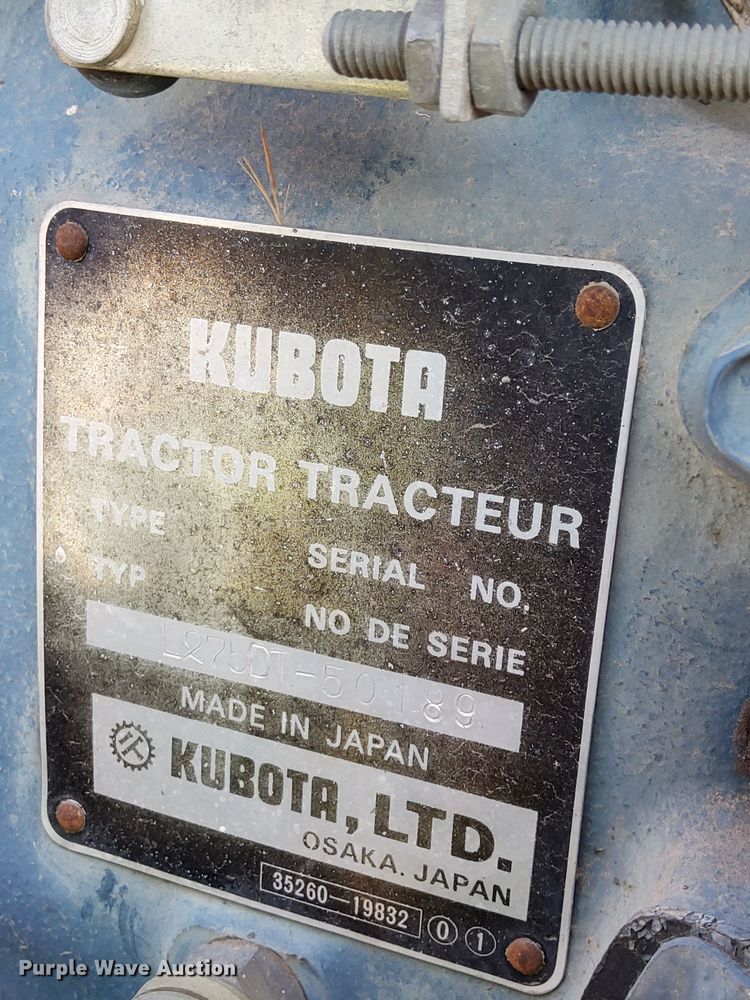 KUBOTA
TRACTOR TRACTEUR
TYPE SERIAL NO.
TYP NO DE SERIE
L275DT-50189
MADE IN JAPAN
KUBOTA, LTD.
OSAKA. JAPAN
35260-19832 0 1
Purple Wave Auction